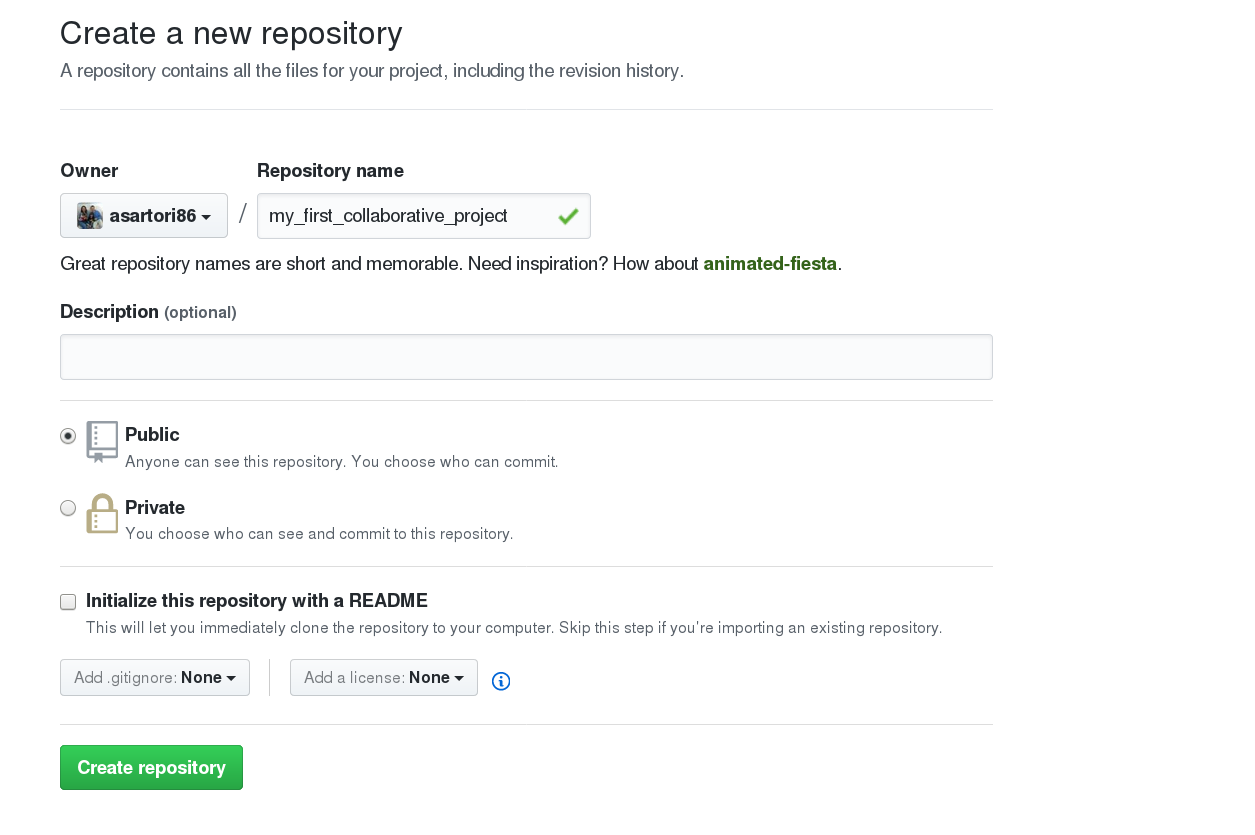 Create a new repository
A repository contains all the files for your project, including the revision history.
Owner
Repository name
asartori86 / my_first_collaborative_project
Great repository names are short and memorable. Need inspiration? How about animated-fiesta.
Description (optional)
Public
Anyone can see this repository. You choose who can commit.
Private
You choose who can see and commit to this repository.
Initialize this repository with a README
This will let you immediately clone the repository to your computer. Skip this step if you're importing an existing repository.
Add .gitignore: None
Add a license: None
Create repository